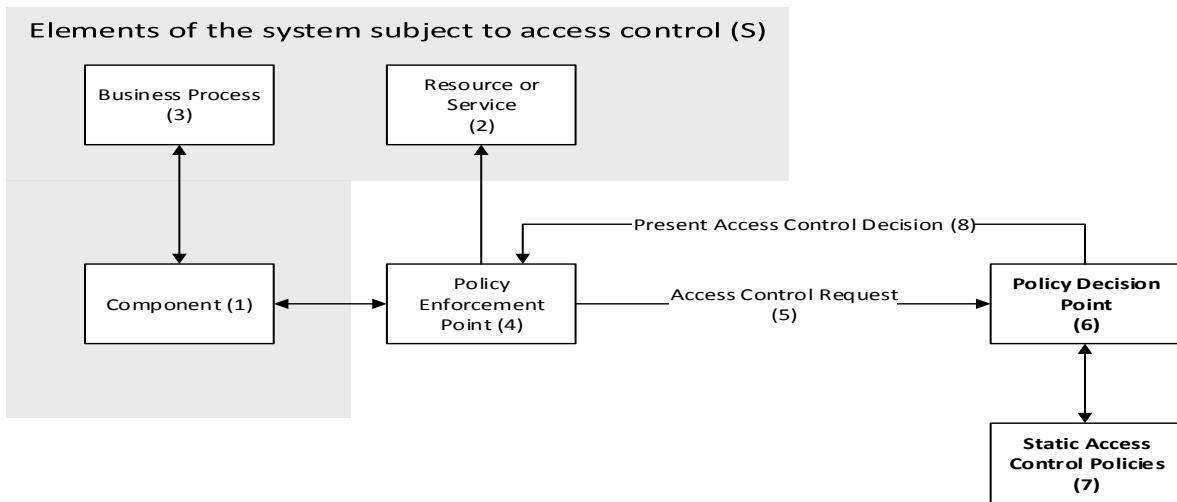 Elements of the system subject to access control (S)
Business Process
(3)
Resource or
Service
(2)
Present Access Control Decision (8)
Component (1)
Policy
Enforcement
Point (4)
Access Control Request
(5)
Policy Decision
Point
(6)
Static Access
Control Policies
(7)